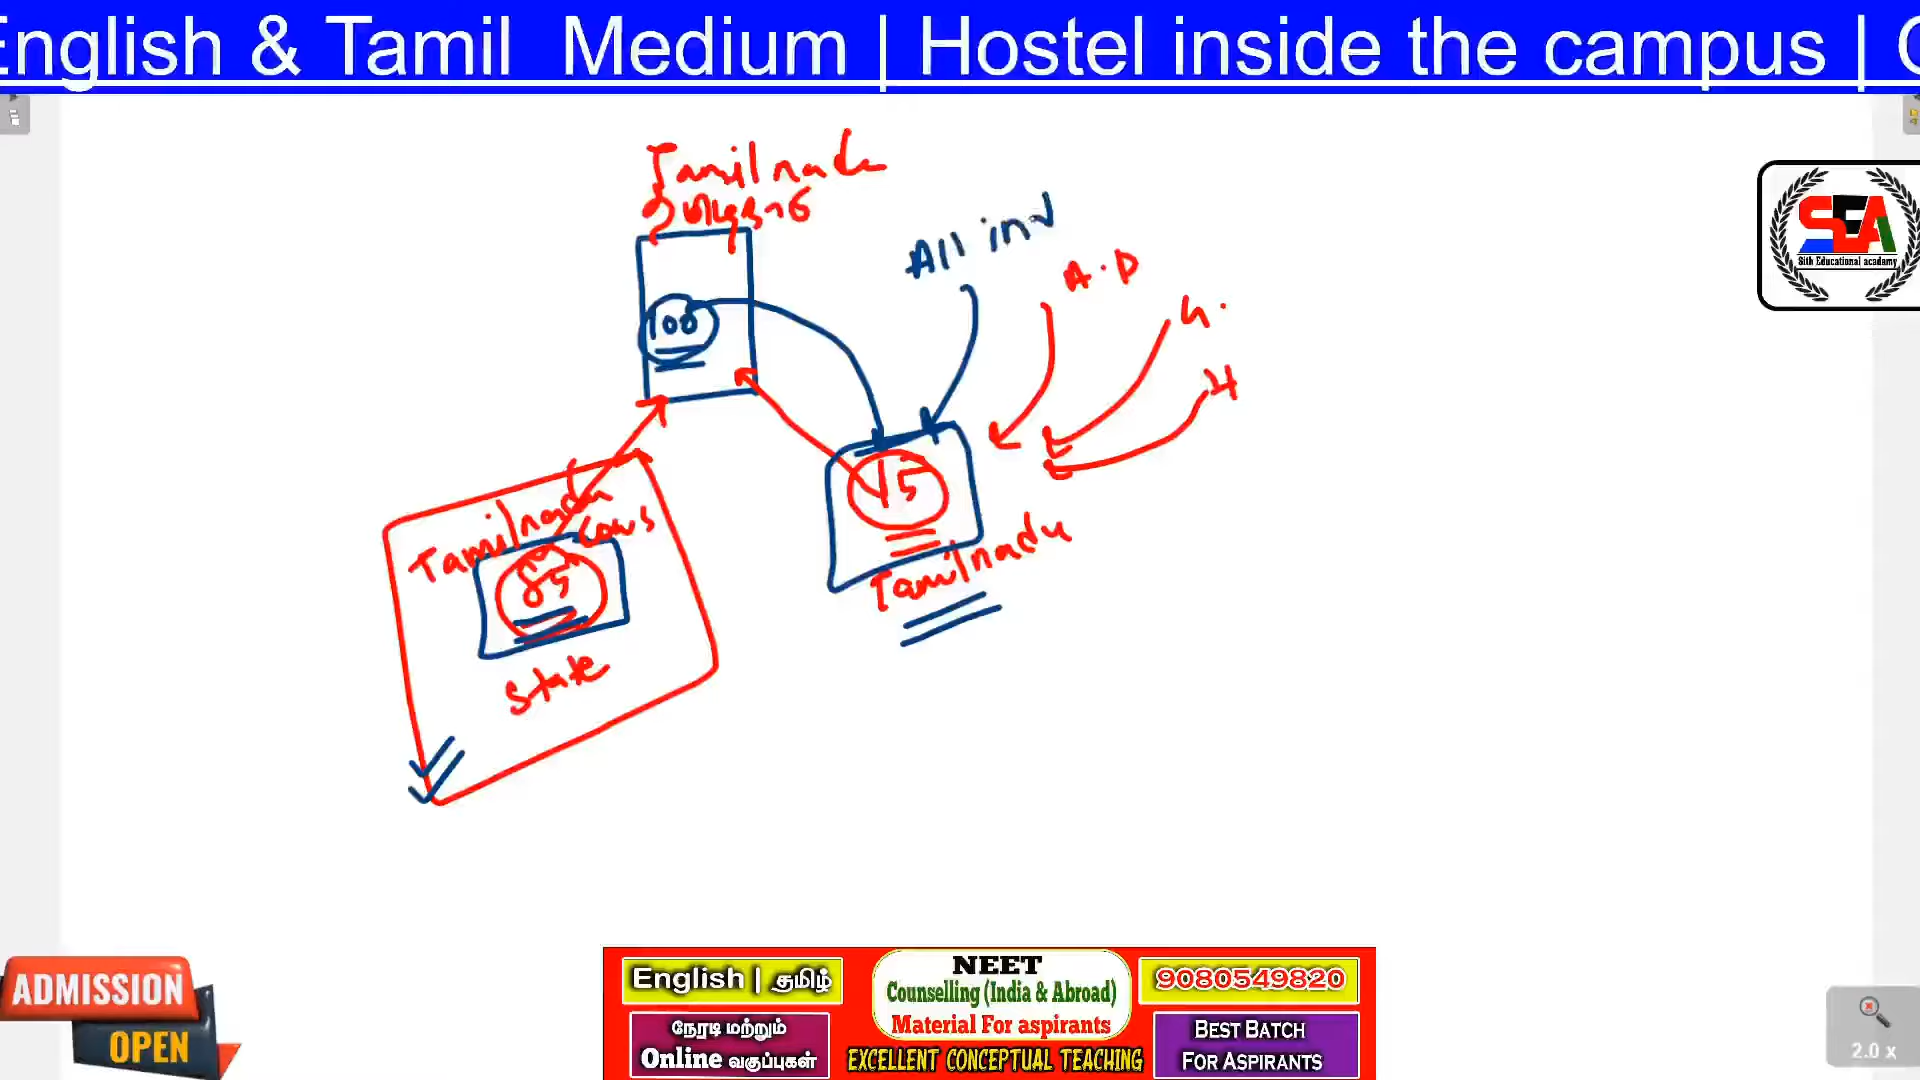 English & Tamil Medium | Hostel inside the campus |
Tamilnadu
100
All ind
A.P
SEA
Sith Educational academy
15
Tamilnadu
Tamilnadu
85
State
ADMISSION
OPEN
English | தமிழ்
நேரடி மற்றும்
Online வகுப்புகள்
NEET
Counselling (India & Abroad)
Material For aspirants
EXCELLENT CONCEPTUAL TEACHING
9080549820
BEST BATCH
FOR ASPIRANTS
2.0 x